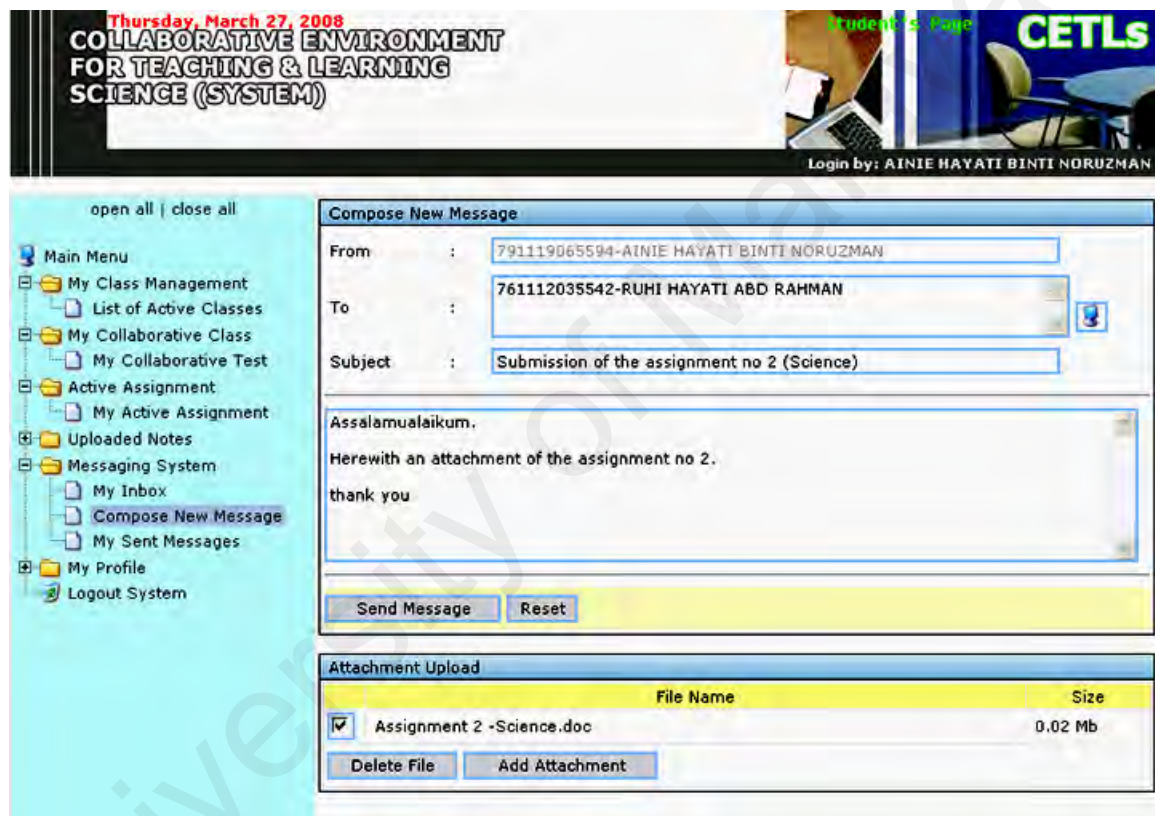 Thursday, March 27, 2008
COLLABORATIVE ENVIRONMENT
FOR TEACHING & LEARNING
SCIENCE (SYSTEM)
Student's Page
CETLs
Login by: AINIE HAYATI BINTI NORUZMAN
open all | close all
Main Menu
My Class Management
List of Active Classes
My Collaborative Class
My Collaborative Test
Active Assignment
My Active Assignment
Uploaded Notes
Messaging System
My Inbox
Compose New Message
My Sent Messages
My Profile
Logout System
Compose New Message
From : 791119065594-AINIE HAYATI BINTI NORUZMAN
To : 761112035542-RUHI HAYATI ABD RAHMAN
Subject : Submission of the assignment no 2 (Science)
Assalamualaikum.
Herewith an attachment of the assignment no 2.
thank you
Send Message Reset
Attachment Upload
File Name Size
Assignment 2 -Science.doc 0.02 Mb
Delete File Add Attachment
University of Mala